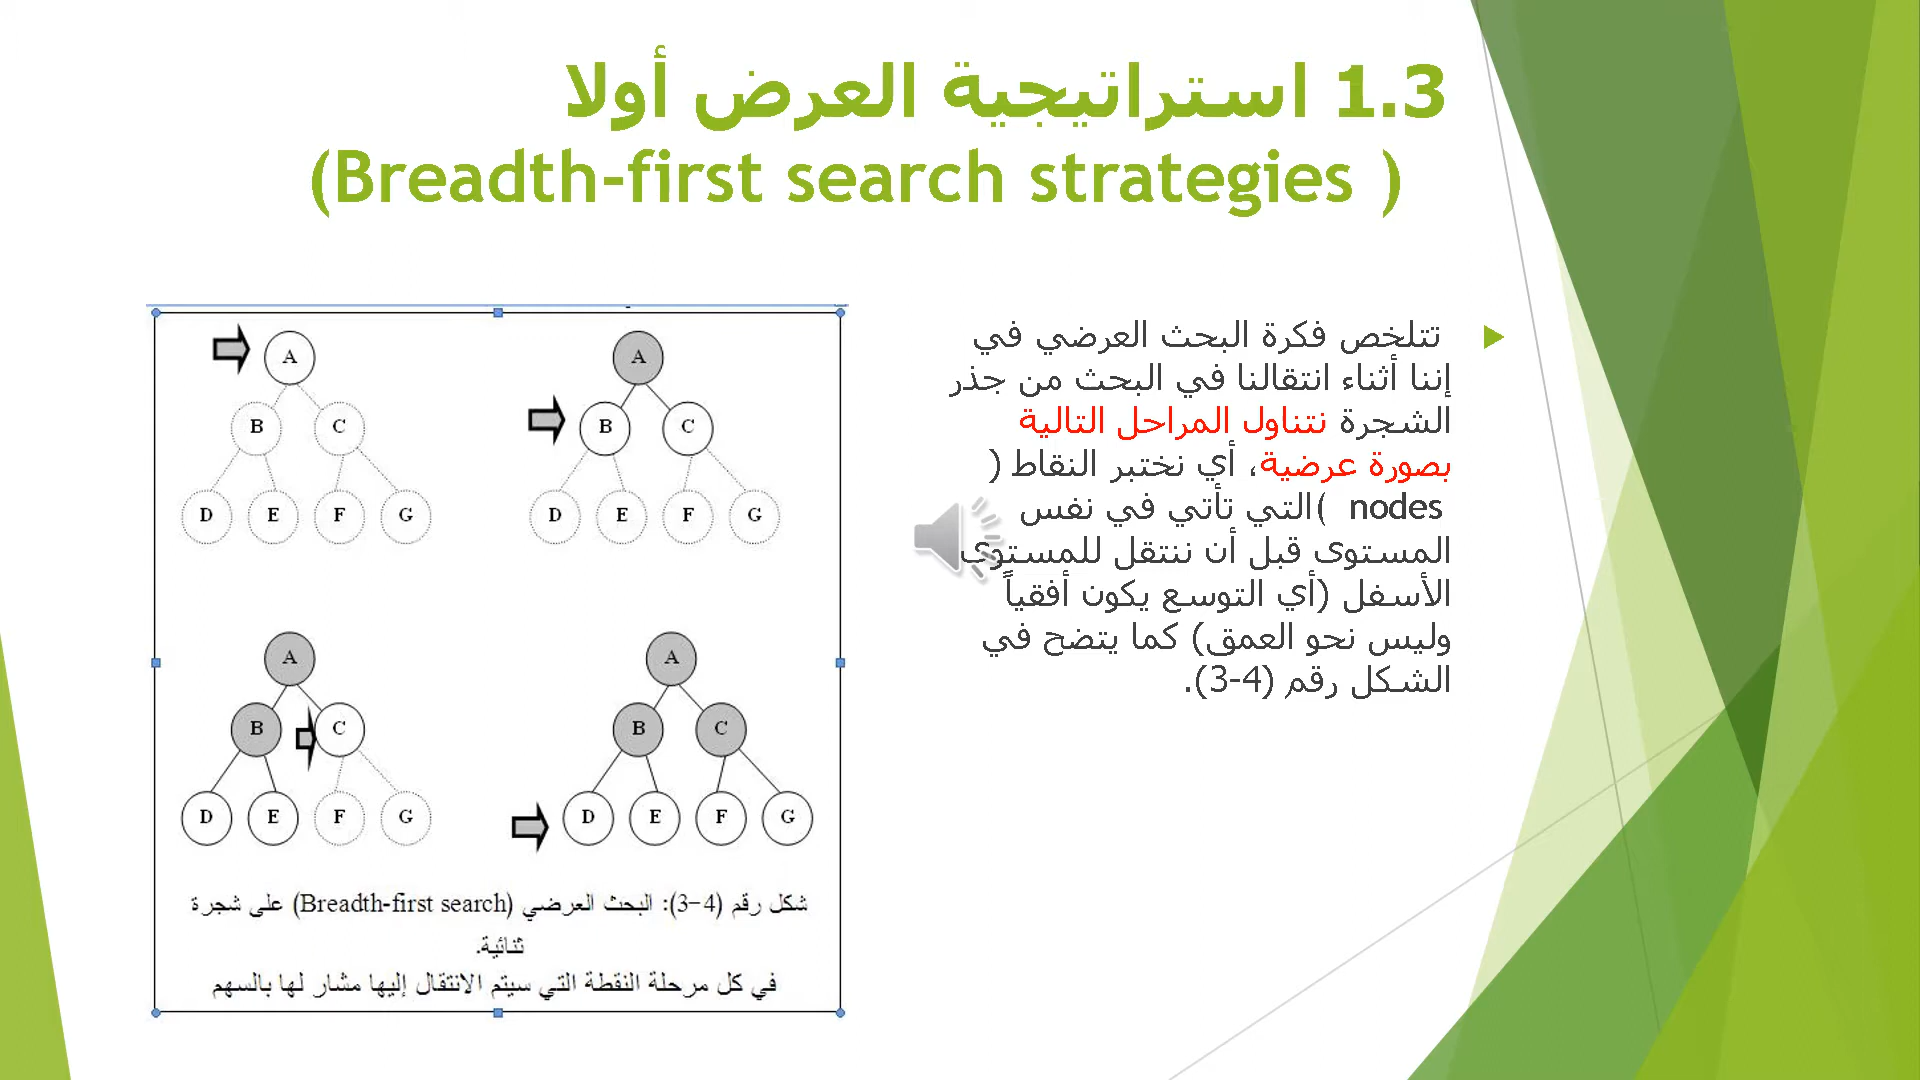 1.3 استراتيجية العرض أولا
(Breadth-first search strategies )
تتلخص فكرة البحث العرضي في
إننا أثناء انتقالنا في البحث من جذر
الشجرة نتناول المراحل التالية
بصورة عرضية، أي نختبر النقاط (
nodes )التي تأتي في نفس
المستوى قبل أن ننتقل للمستوى
الأسفل (أي التوسع يكون أفقياً
وليس نحو العمق) كما يتضح في
الشكل رقم (4-3).
A
B C
D E F G
A
B C
D E F G
A
B C
D E F G
A
B C
D E F G
شكل رقم (4-3): البحث العرضي (Breadth-first search) على شجرة
ثنائية.
في كل مرحلة النقطة التي سيتم الانتقال إليها مشار لها بالسهم